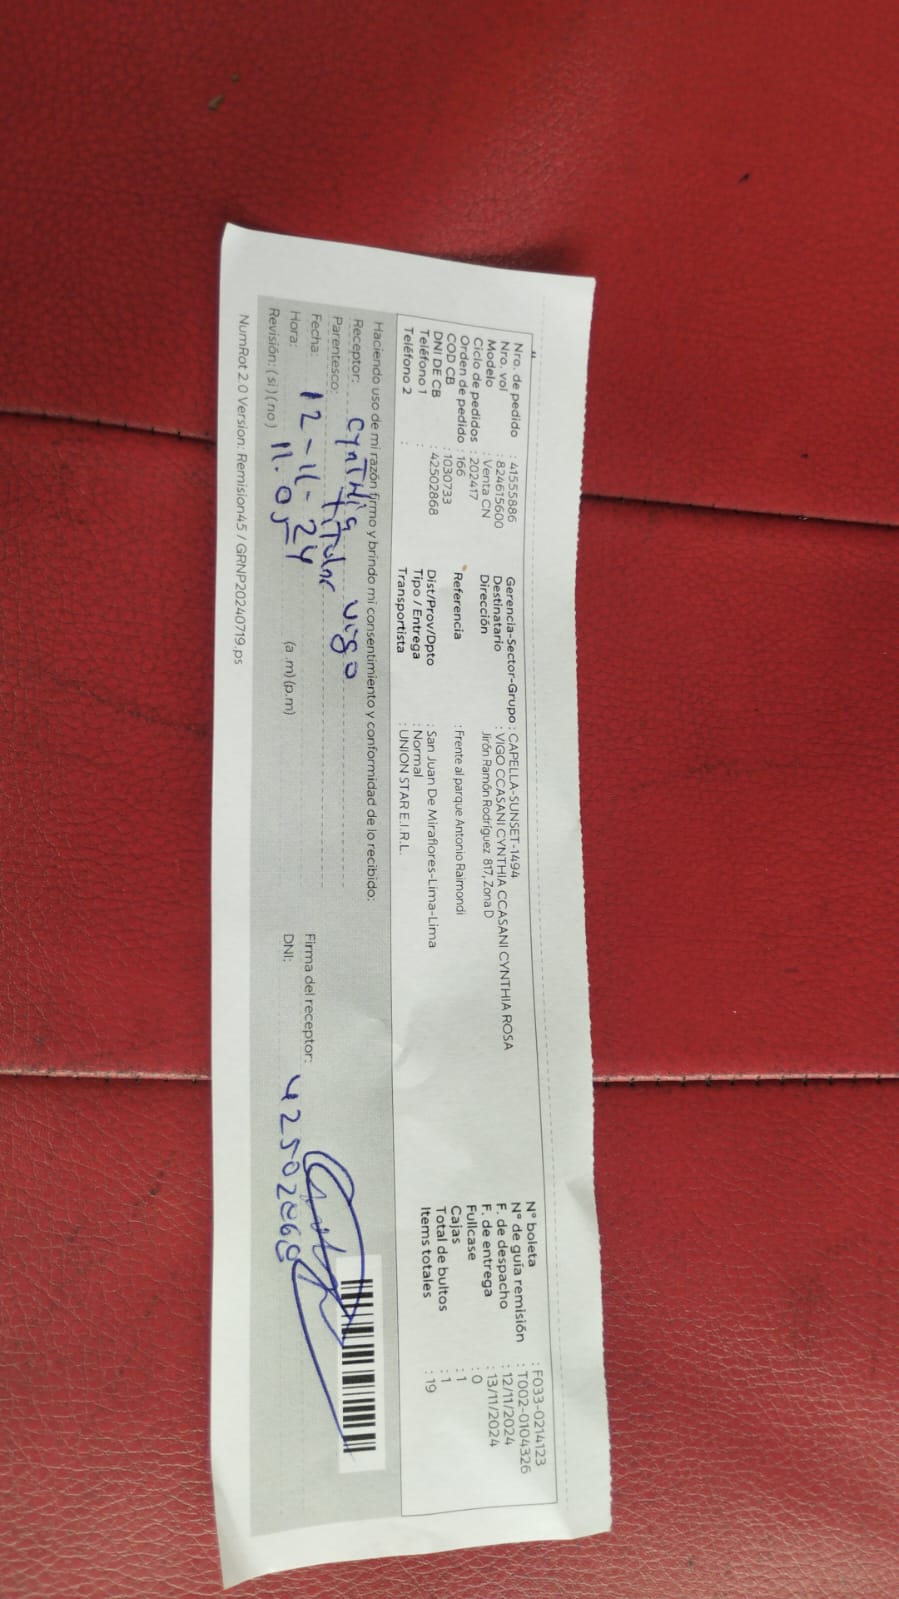 Nro. de pedido : 41555886
Nro. vol : 824615600
Modelo : Venta CN
Ciclo de pedidos : 202417
Orden de pedido : 166
COD CB : 1030733
DNI DE CB : 42502868
Teléfono 1 :
Teléfono 2 :
Gerencia-Sector-Grupo : CAPELLA-SUNSET-1494
Destinatario : VIGO CCASANI CYNTHIA CCASANI CYNTHIA ROSA
Dirección Jirón Ramón Rodríguez 817, Zona D
Referencia : Frente al parque Antonio Raimondi
Dist/Prov/Dpto : San Juan De Miraflores-Lima-Lima
Tipo / Entrega : Normal
Transportista : UNION STAR E.I.R.L.
N° boleta : F033-0214123
N° de guía remisión : T002-0104326
F. de despacho : 12/11/2024
F. de entrega : 13/11/2024
Fullcase : 0
Cajas : 1
Total de bultos : 1
Items totales : 19
Haciendo uso de mi razón firmo y brindo mi consentimiento y conformidad de lo recibido:
Receptor: CynTHia vigo
Parentesco: titular
Fecha: 12-11-24
Hora: 11.05 (a.m)(p.m)
Revisión: (si) (no)
Firma del receptor:
DNI: 42502868
NumRot 2.0 Version: Remision45 / GRNP20240719.ps